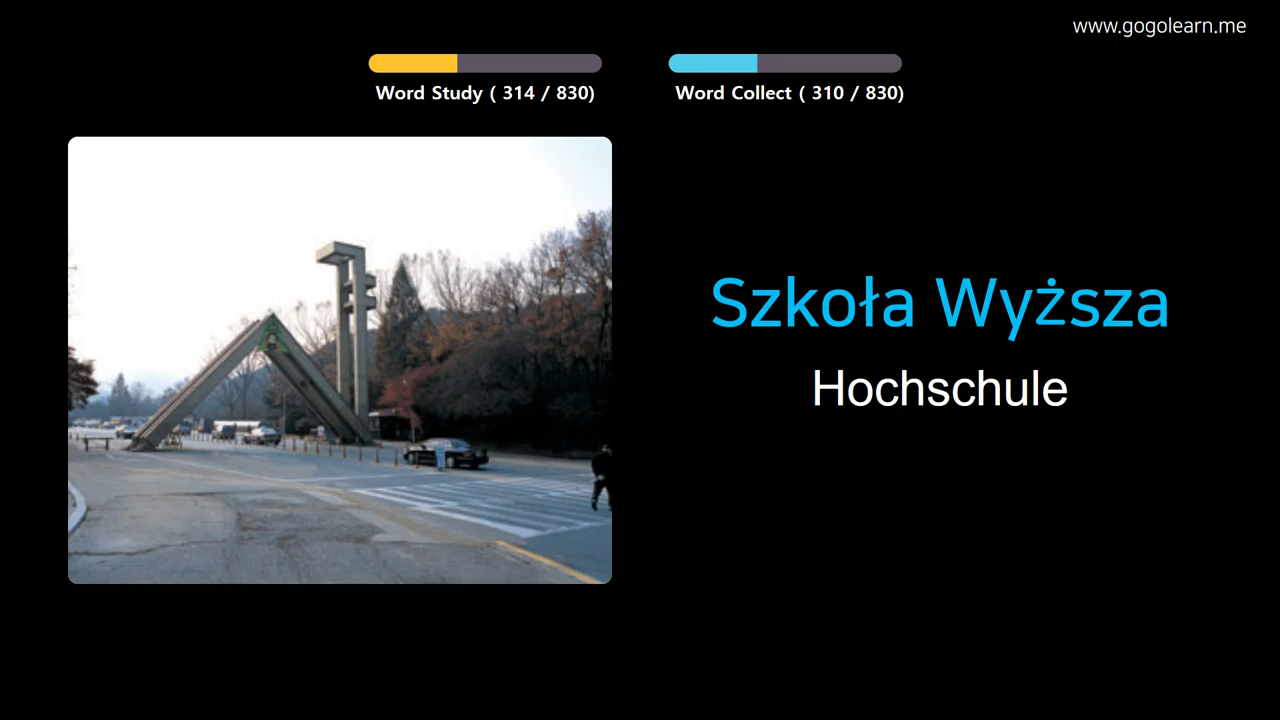 www.gogolearn.me
Word Study ( 314 / 830)
Word Collect ( 310 / 830)
Szkoła Wyższa
Hochschule